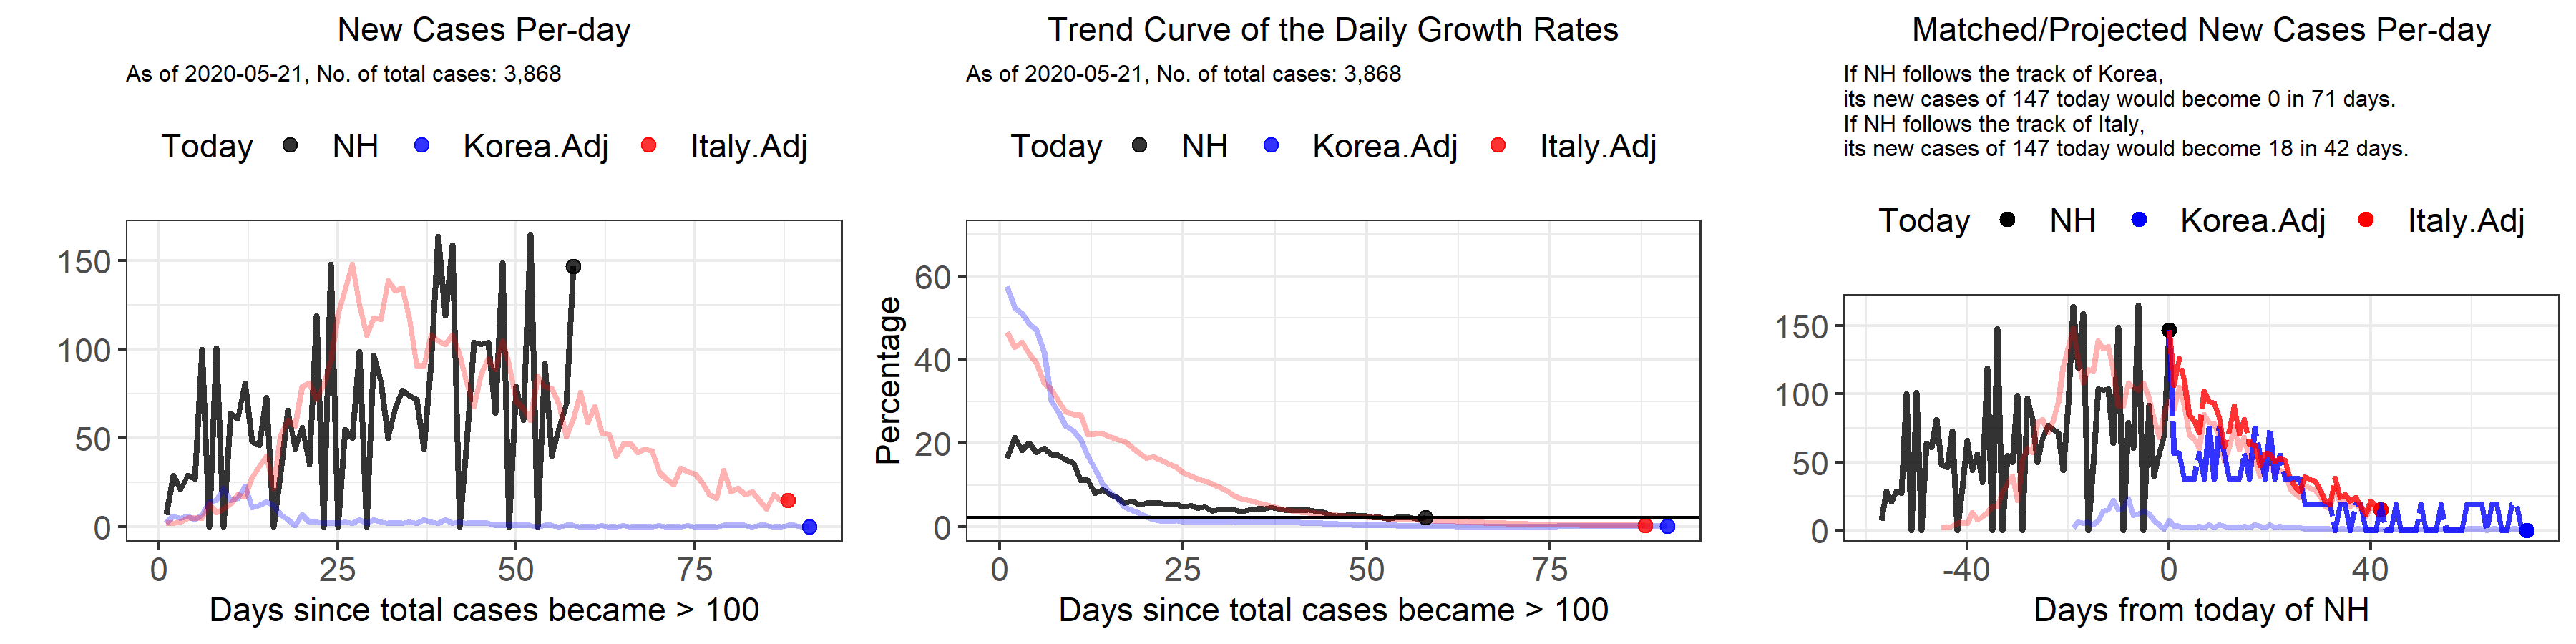 New Cases Per-day
As of 2020-05-21, No. of total cases: 3,868
Today NH Korea.Adj Italy.Adj
150
100
50
0
0 25 50 75
Days since total cases became > 100
Trend Curve of the Daily Growth Rates
As of 2020-05-21, No. of total cases: 3,868
Today NH Korea.Adj Italy.Adj
Percentage
60
40
20
0
0 25 50 75
Days since total cases became > 100
Matched/Projected New Cases Per-day
If NH follows the track of Korea,
its new cases of 147 today would become 0 in 71 days.
If NH follows the track of Italy,
its new cases of 147 today would become 18 in 42 days.
Today NH Korea.Adj Italy.Adj
150
100
50
0
-40 0 40
Days from today of NH